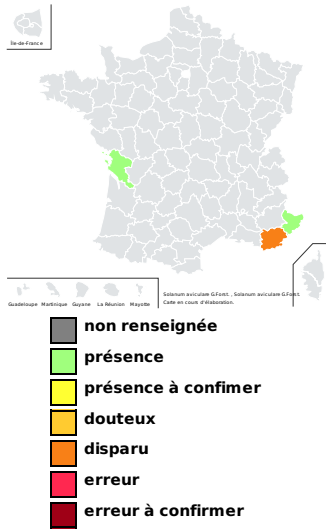 Île-de-France
Guadeloupe Martinique Guyane La Réunion Mayotte
Solanum aviculare G.Forst. , Solanum aviculare G.Forst.
Carte en cours d'élaboration.
non renseignée
présence
présence à confimer
douteux
disparu
erreur
erreur à confirmer